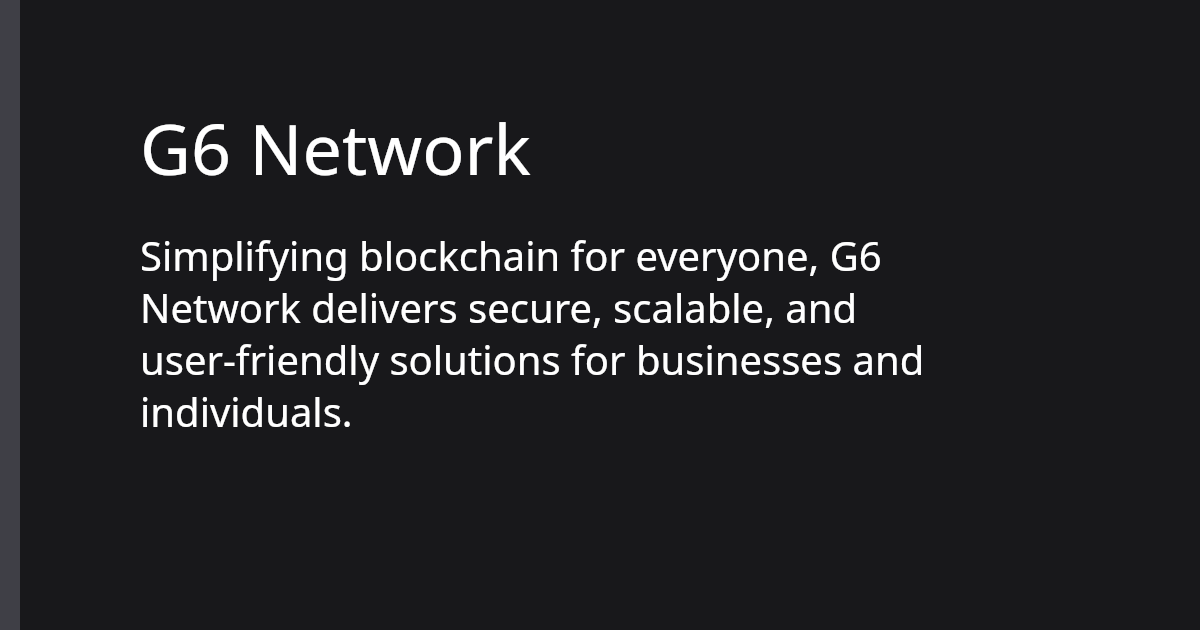 G6 Network
Simplifying blockchain for everyone, G6
Network delivers secure, scalable, and
user-friendly solutions for businesses and
individuals.